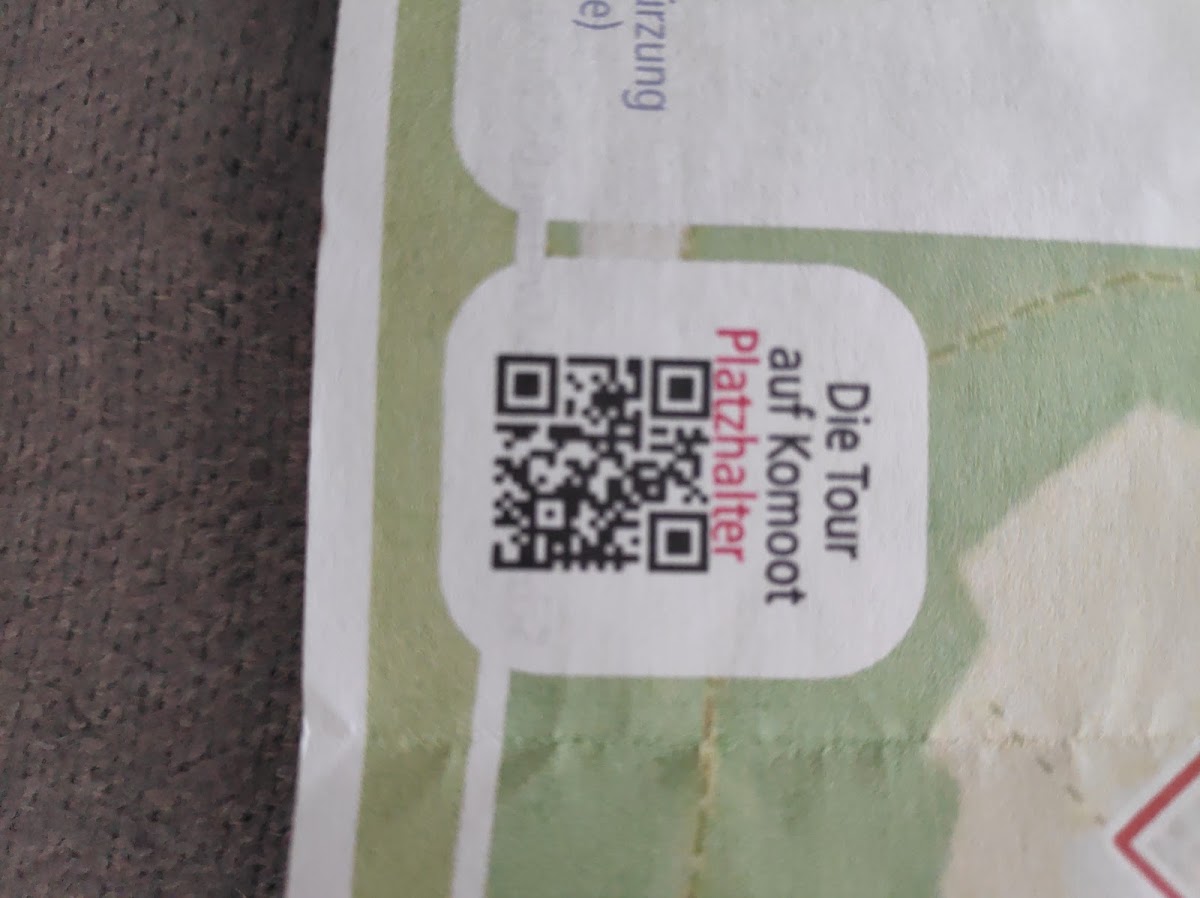 e)
Die Tour
auf Komoot
Platzhalter